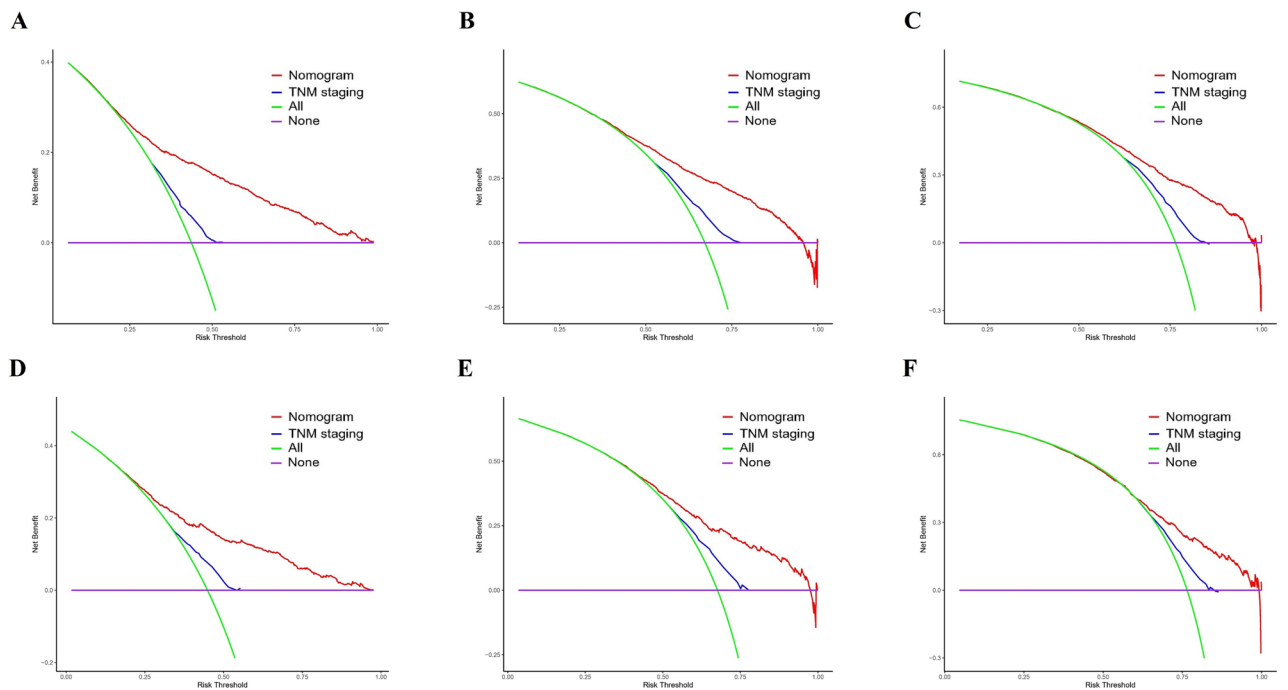 A
B
C
0.4
0.2
0.0
Net Benefit
Nomogram
TNM staging
All
None
0.25
0.50
0.75
1.00
Risk Threshold
0.50
0.25
0.00
−0.25
Net Benefit
Nomogram
TNM staging
All
None
0.25
0.50
0.75
1.00
Risk Threshold
0.6
0.3
0.0
−0.3
Net Benefit
Nomogram
TNM staging
All
None
0.25
0.50
0.75
1.00
Risk Threshold
D
E
F
0.4
0.2
0.0
−0.2
Net Benefit
Nomogram
TNM staging
All
None
0.00
0.25
0.50
0.75
1.00
Risk Threshold
0.50
0.25
0.00
−0.25
Net Benefit
Nomogram
TNM staging
All
None
0.00
0.25
0.50
0.75
1.00
Risk Threshold
0.6
0.3
0.0
−0.3
Net Benefit
Nomogram
TNM staging
All
None
0.00
0.25
0.50
0.75
1.00
Risk Threshold